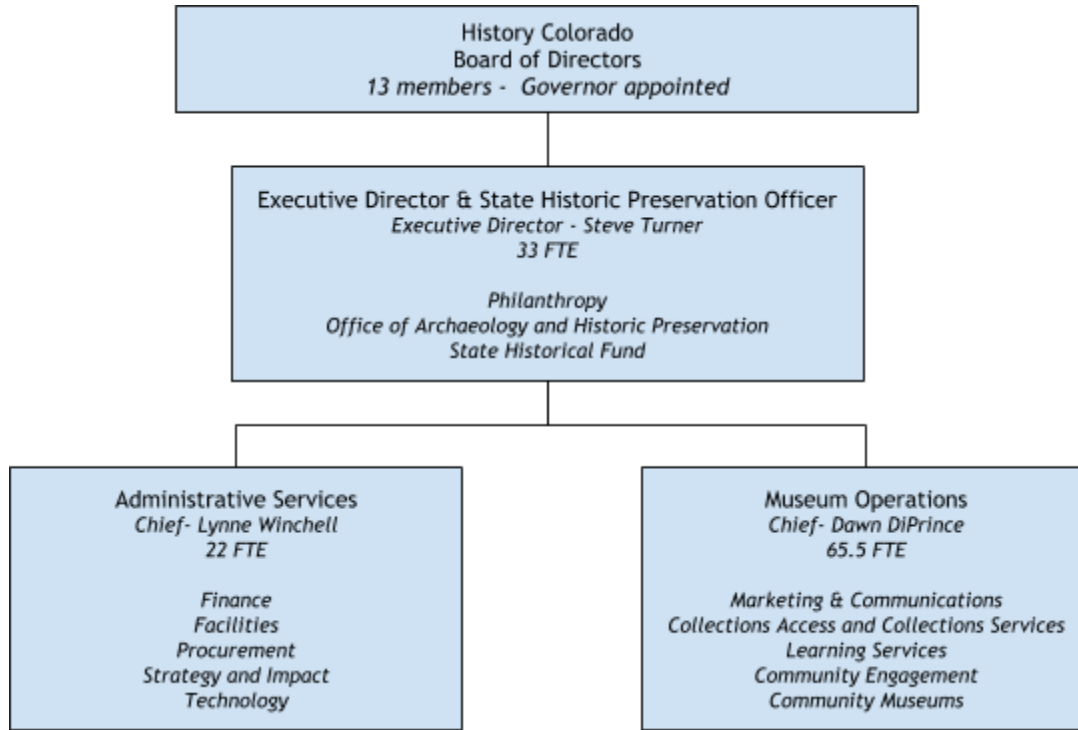 History Colorado
Board of Directors
13 members -  Governor appointed
Executive Director & State Historic Preservation Officer
Executive Director - Steve Turner
33 FTE
Philanthropy
Office of Archaeology and Historic Preservation
State Historical Fund
Administrative Services
Chief- Lynne Winchell
22 FTE
Finance
Facilities
Procurement
Strategy and Impact
Technology
Museum Operations
Chief- Dawn DiPrince
65.5 FTE
Marketing & Communications
Collections Access and Collections Services
Learning Services
Community Engagement
Community Museums